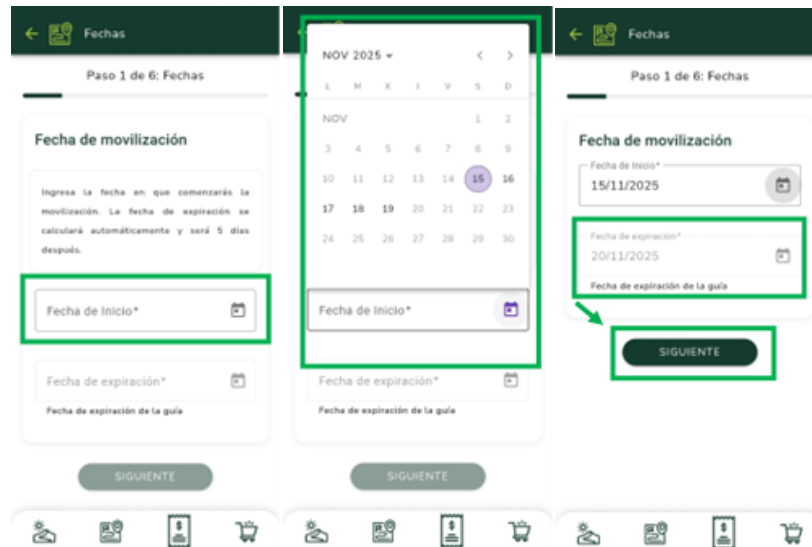 Fechas
Paso 1 de 6: Fechas
Fecha de movilización
Ingresa la fecha en que comenzarás la
movilización. La fecha de expiración se
calculará automáticamente y será 5 días
después.
Fecha de Inicio*
Fecha de expiración*
Fecha de expiración de la guía
SIGUIENTE
NOV 2025
L M X J V S D
NOV 1 2
3 4 5 6 7 8 9
10 11 12 13 14 15 16
17 18 19 20 21 22 23
24 25 26 27 28 29 30
Fecha de Inicio*
Fecha de expiración*
Fecha de expiración de la guía
SIGUIENTE
Fechas
Paso 1 de 6: Fechas
Fecha de movilización
Fecha de Inicio*
15/11/2025
Fecha de expiración*
20/11/2025
Fecha de expiración de la guía
SIGUIENTE